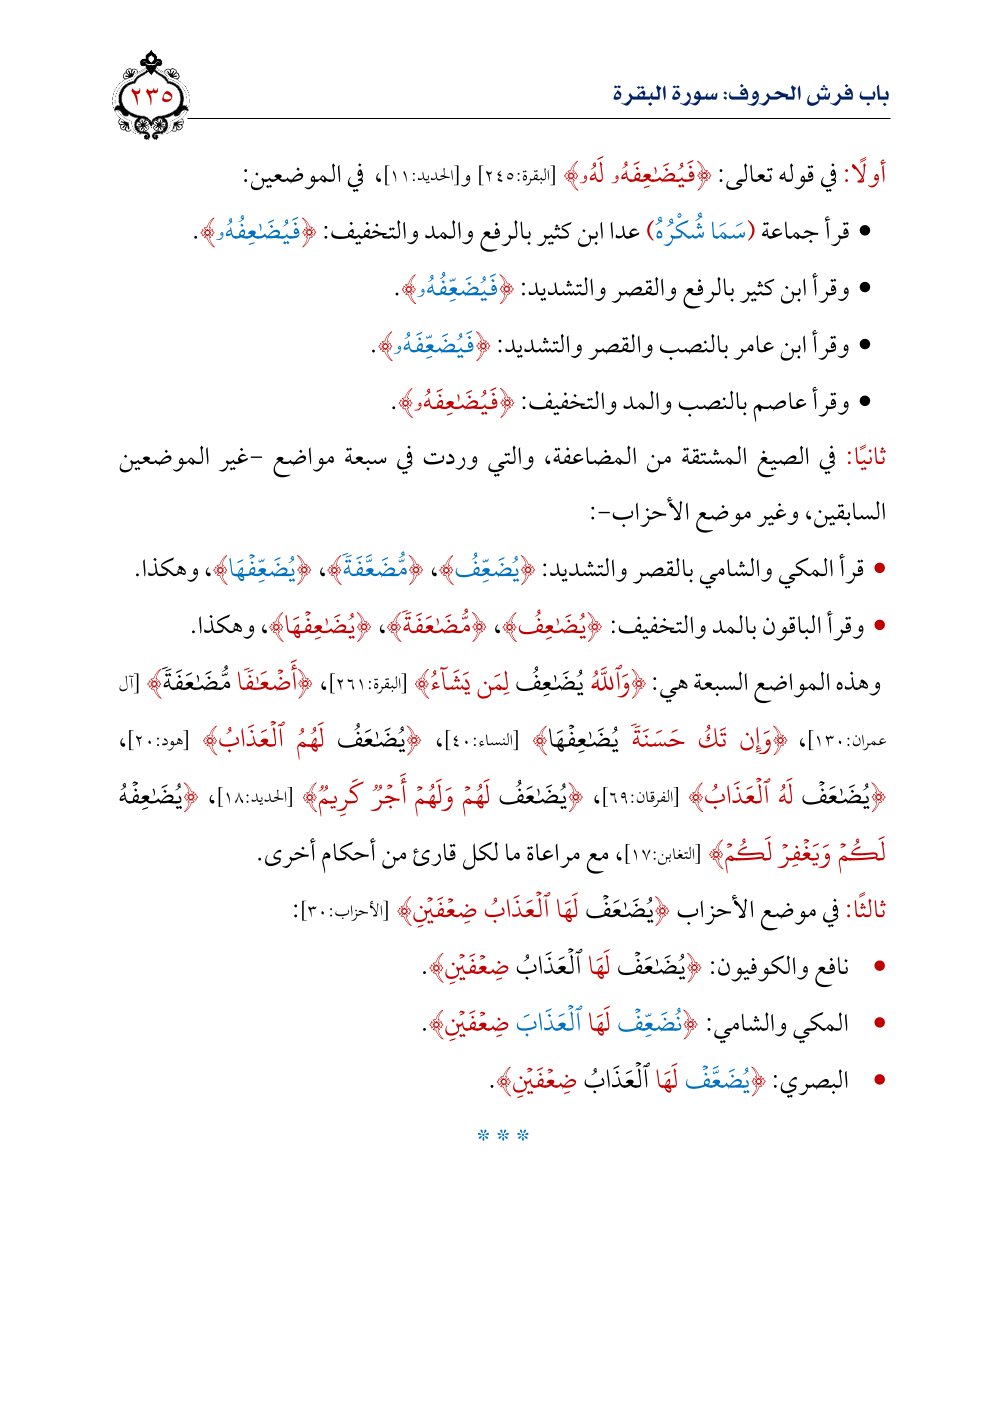 باب فرش الحروف: سورة البقرة
٢٣٥
أولًا: في قوله تعالى: ﴿فَيُضَٰعِفَهُۥ لَهُۥ﴾ [البقرة:٢٤٥] و[الحديد:١١]، في الموضعين:
• قرأ جماعة (سَمَا شُكْرُهُ) عدا ابن كثير بالرفع والمد والتخفيف: ﴿فَيُضَٰعِفُهُۥ﴾.
• وقرأ ابن كثير بالرفع والقصر والتشديد: ﴿فَيُضَعِّفُهُۥ﴾.
• وقرأ ابن عامر بالنصب والقصر والتشديد: ﴿فَيُضَعِّفَهُۥ﴾.
• وقرأ عاصم بالنصب والمد والتخفيف: ﴿فَيُضَٰعِفَهُۥ﴾.
ثانيًا: في الصيغ المشتقة من المضاعفة، والتي وردت في سبعة مواضع -غير الموضعين
السابقين، وغير موضع الأحزاب-:
• قرأ المكي والشامي بالقصر والتشديد: ﴿يُضَعِّفُ﴾، ﴿مُّضَعَّفَةٗ﴾، ﴿يُضَعِّفۡهَا﴾، وهكذا.
• وقرأ الباقون بالمد والتخفيف: ﴿يُضَٰعِفُ﴾، ﴿مُّضَٰعَفَةٗ﴾، ﴿يُضَٰعِفۡهَا﴾، وهكذا.
وهذه المواضع السبعة هي: ﴿وَٱللَّهُ يُضَٰعِفُ لِمَن يَشَآءُ﴾ [البقرة:٢٦١]، ﴿أَضۡعَٰفٗا مُّضَٰعَفَةٗ﴾ [آل
عمران:١٣٠]، ﴿وَإِن تَكُ حَسَنَةٗ يُضَٰعِفۡهَا﴾ [النساء:٤٠]، ﴿يُضَٰعَفُ لَهُمُ ٱلۡعَذَابُ﴾ [هود:٢٠]،
﴿يُضَٰعَفۡ لَهُ ٱلۡعَذَابُ﴾ [الفرقان:٦٩]، ﴿يُضَٰعَفُ لَهُمۡ وَلَهُمۡ أَجۡرٞ كَرِيمٞ﴾ [الحديد:١٨]، ﴿يُضَٰعِفۡهُ
لَكُمۡ وَيَغۡفِرۡ لَكُمۡ﴾ [التغابن:١٧]، مع مراعاة ما لكل قارئ من أحكام أخرى.
ثالثًا: في موضع الأحزاب ﴿يُضَٰعَفۡ لَهَا ٱلۡعَذَابُ ضِعۡفَيۡنِ﴾ [الأحزاب:٣٠]:
• نافع والكوفيون: ﴿يُضَٰعَفۡ لَهَا ٱلۡعَذَابُ ضِعۡفَيۡنِ﴾.
• المكي والشامي: ﴿نُضَعِّفۡ لَهَا ٱلۡعَذَابَ ضِعۡفَيۡنِ﴾.
• البصري: ﴿يُضَعَّفۡ لَهَا ٱلۡعَذَابُ ضِعۡفَيۡنِ﴾.
* * *